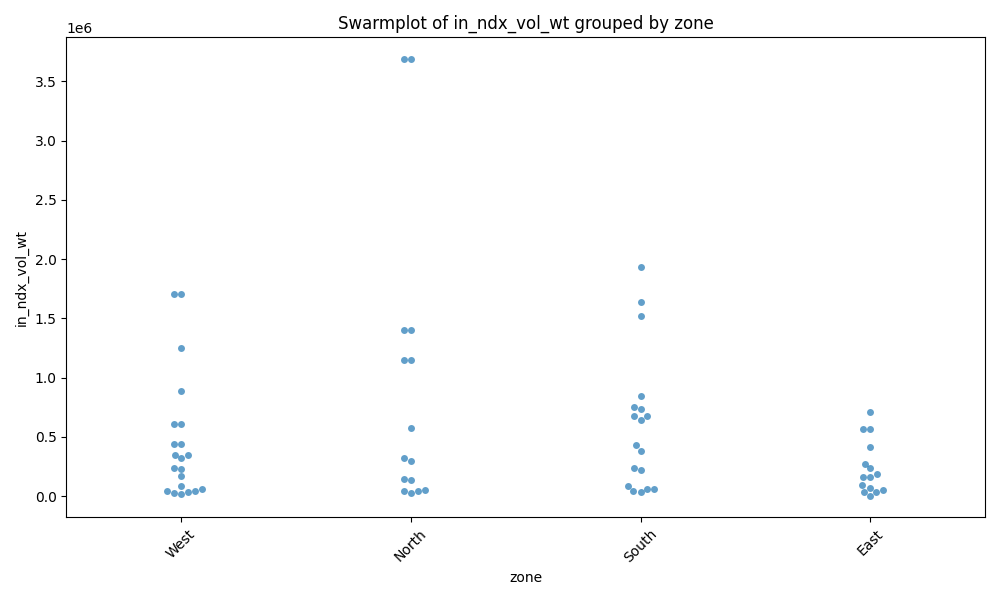 Swarmplot of in_ndx_vol_wt grouped by zone
1e6
3.5
3.0
2.5
2.0
1.5
1.0
0.5
0.0
in_ndx_vol_wt
West
North
South
East
zone